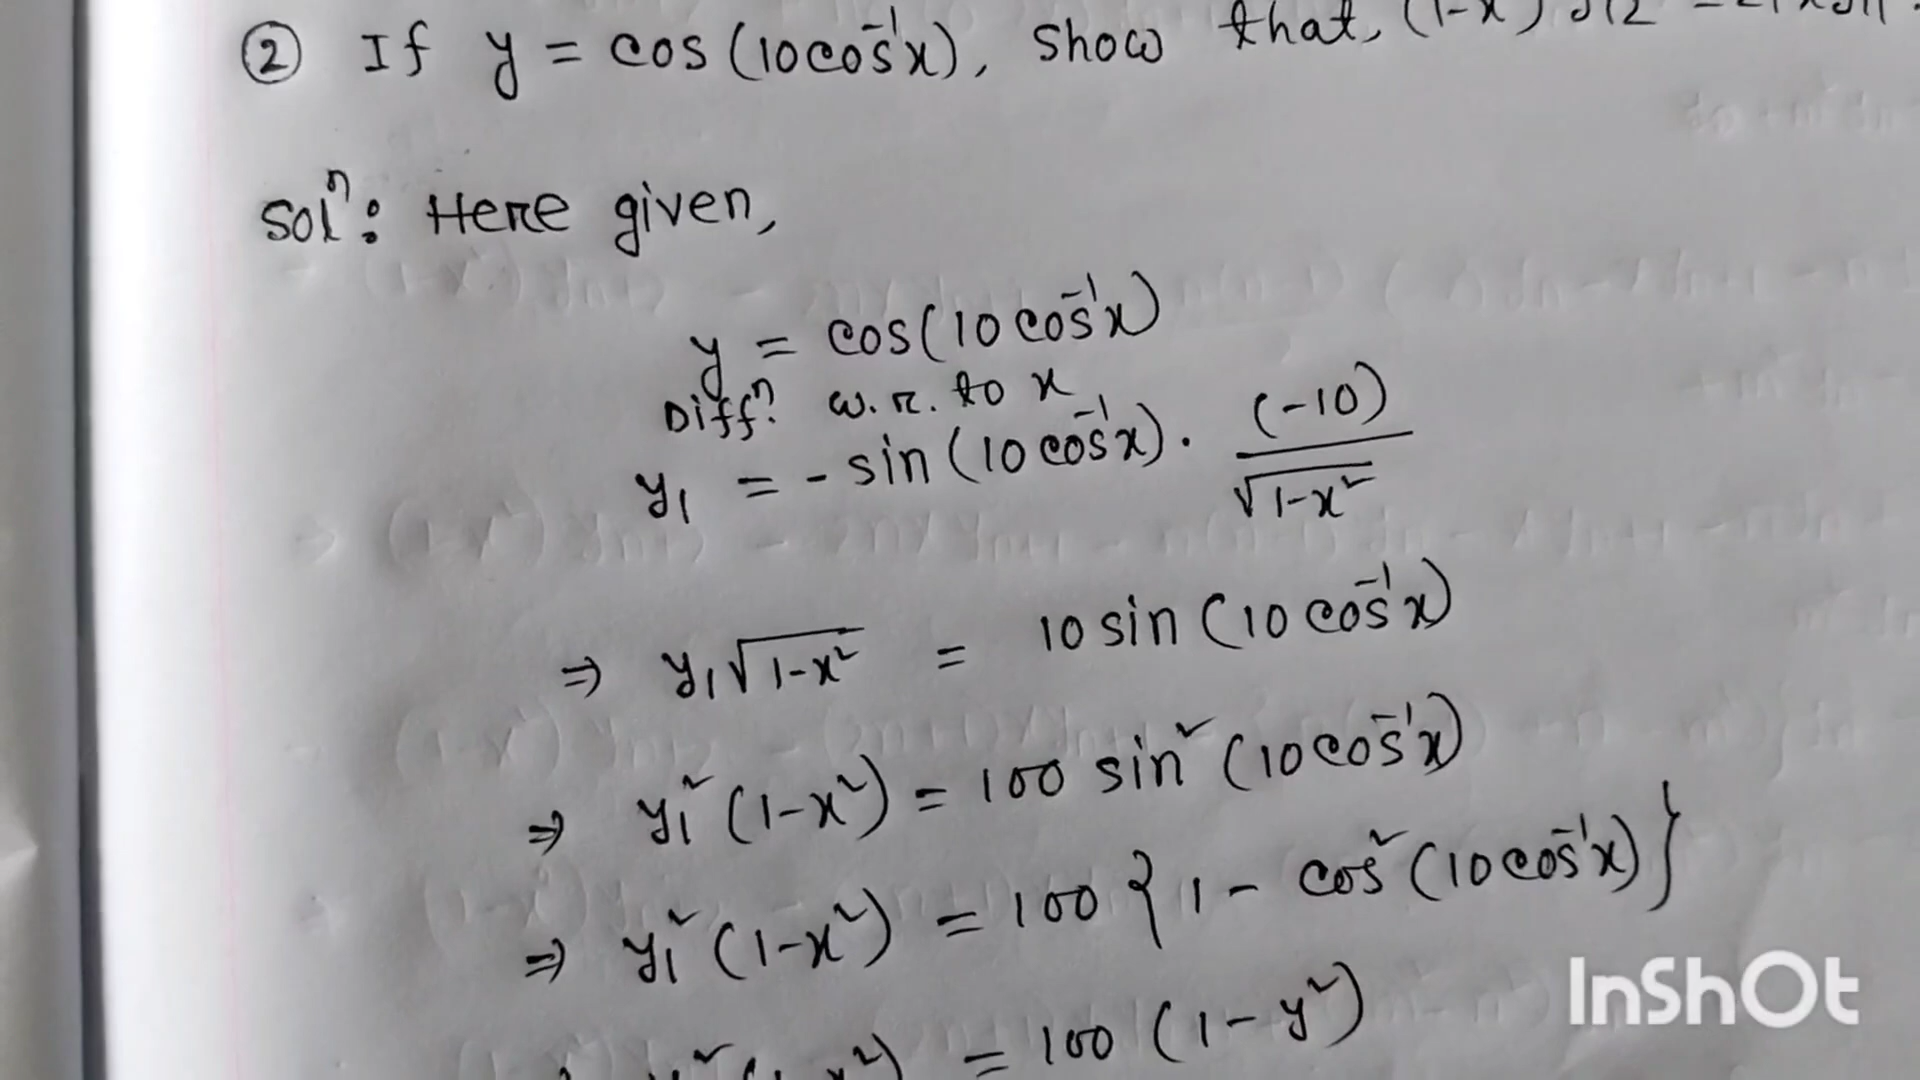 ② If y = cos (10cos⁻¹x), show that, (1-x²) y12 = 21xy11
Solⁿ: Here given,
y = cos(10 cos⁻¹x)
Diffⁿ. w.r. to x
y₁ = - sin (10 cos⁻¹x) . (-10) / √1-x²
⇒ y₁√1-x² = 10 sin (10 cos⁻¹x)
⇒ y₁² (1-x²) = 100 sin² (10cos⁻¹x)
⇒ y₁² (1-x²) = 100 { 1 - cos² (10cos⁻¹x) }
= 100 (1 - y²)
InShOt